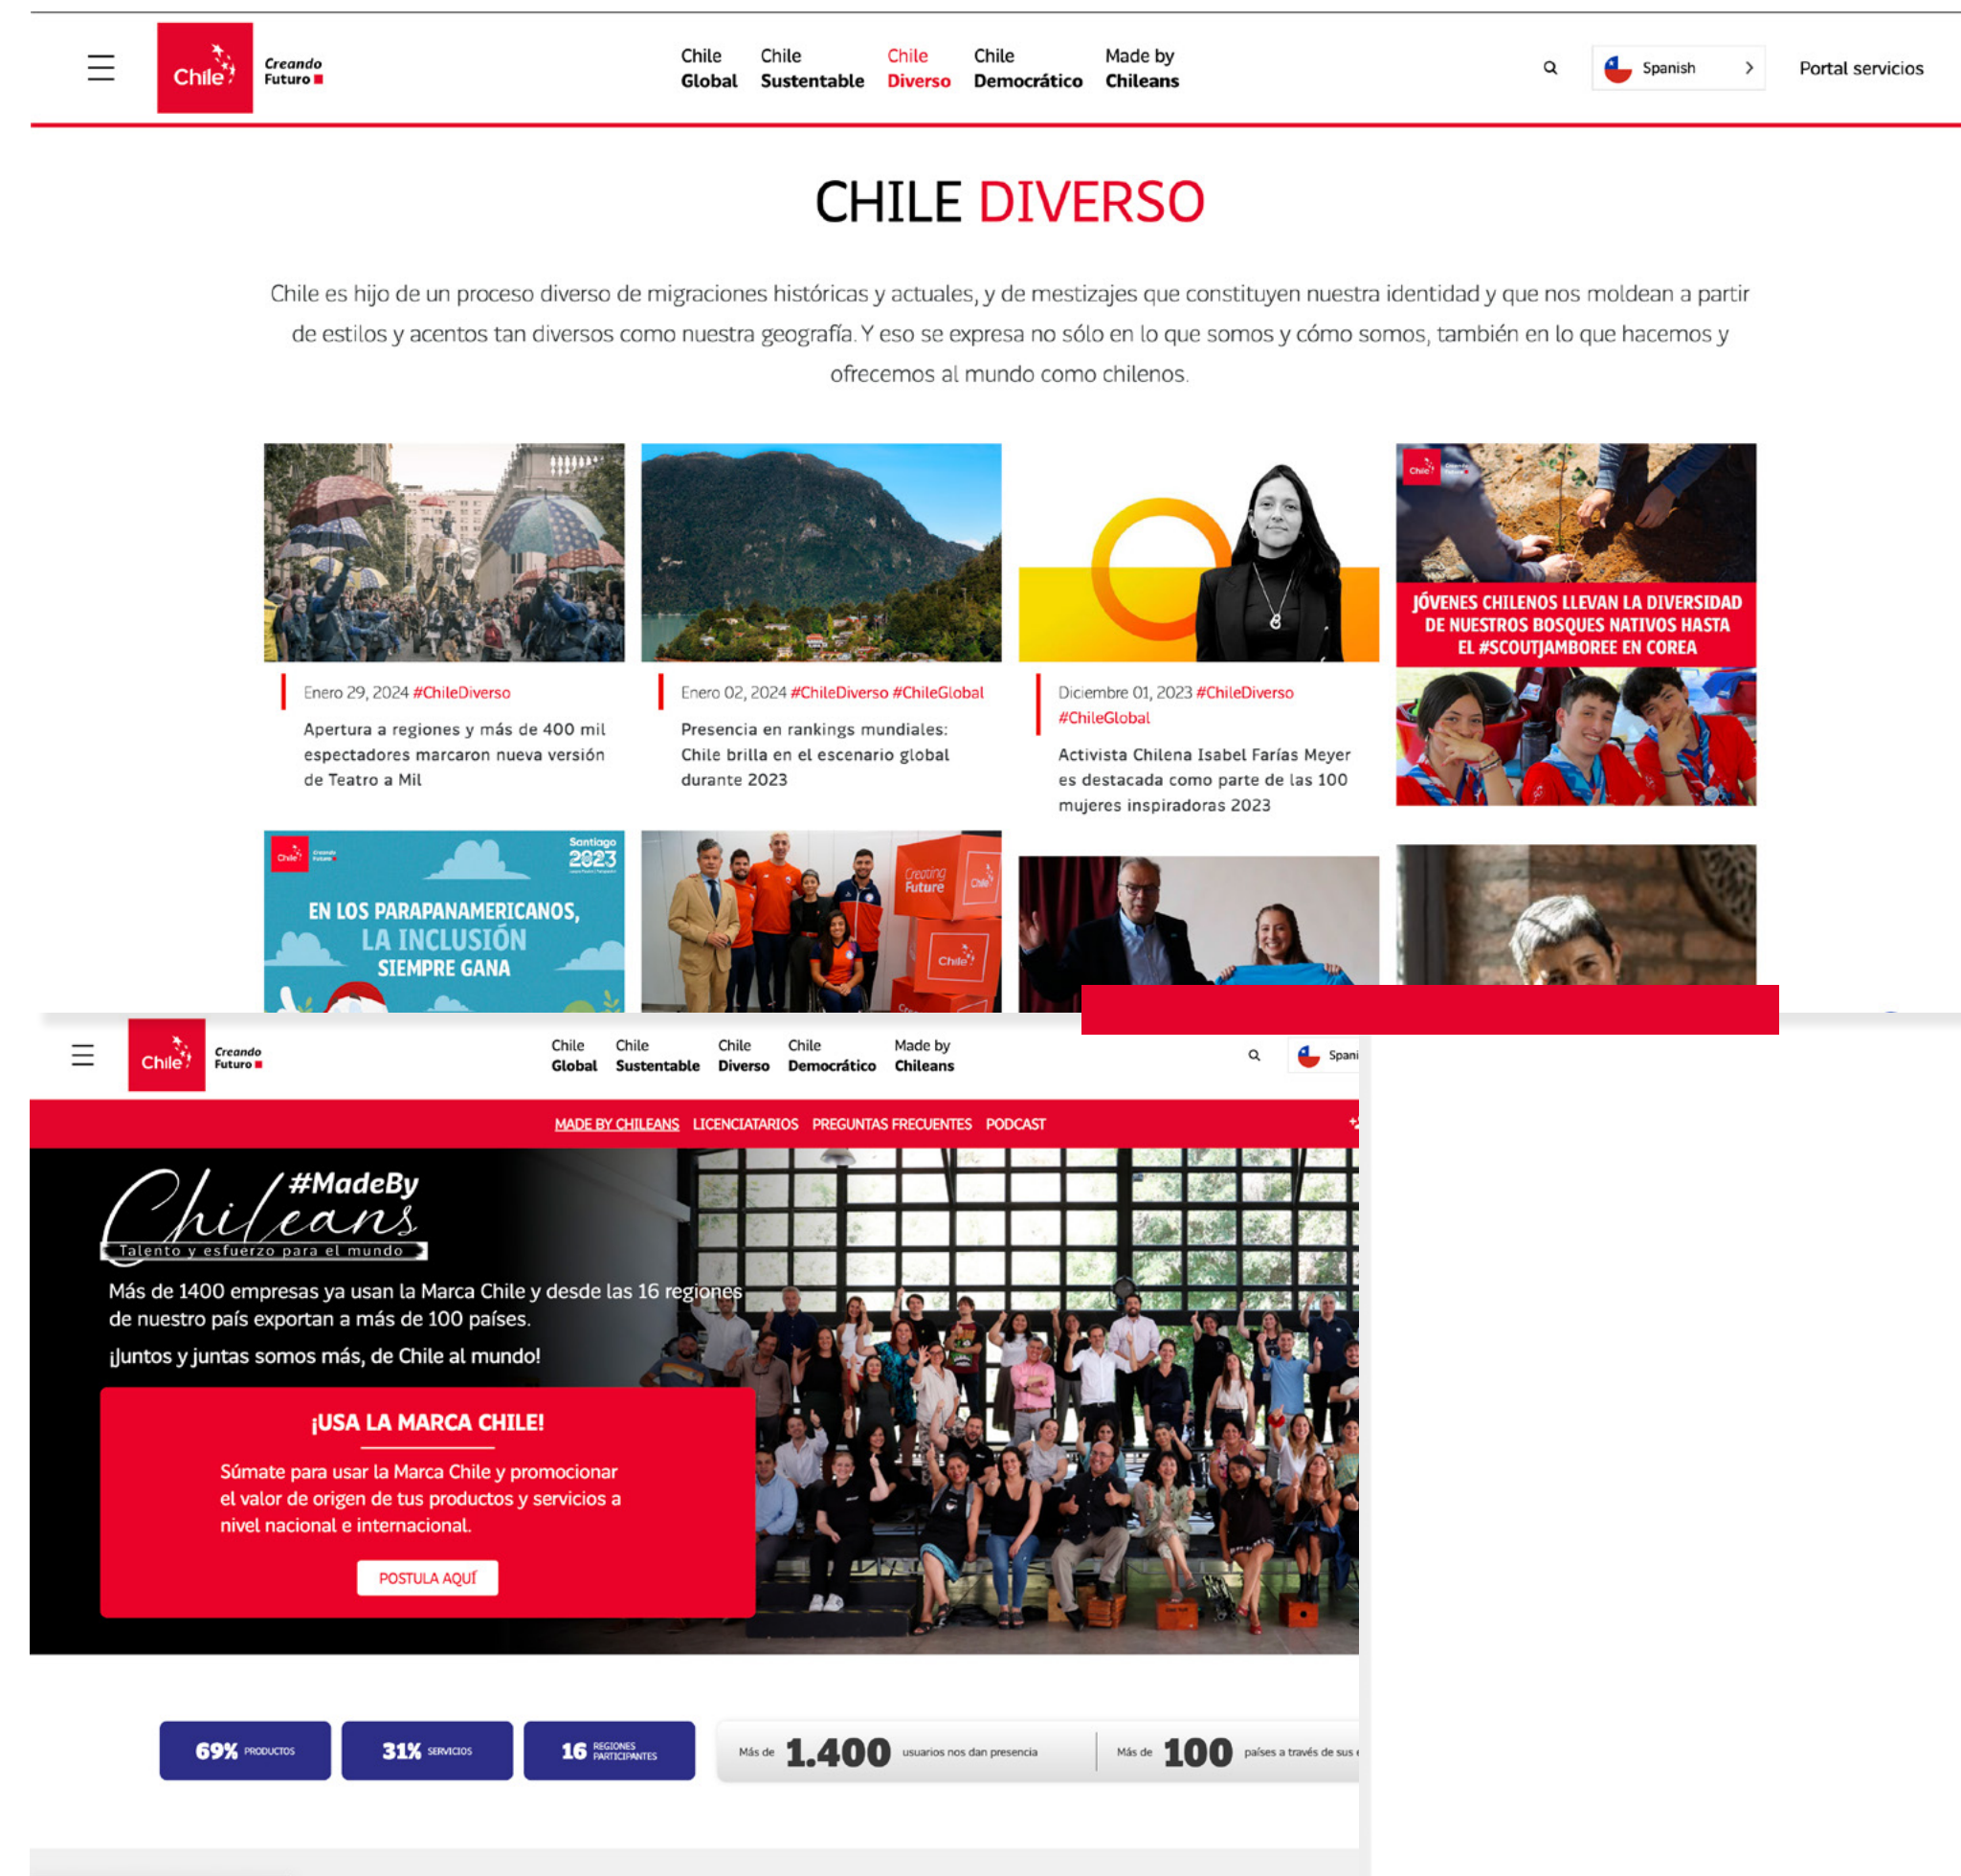 Chile
Creando
Futuro
Chile
Global
Chile
Sustentable
Chile
Diverso
Chile
Democrático
Made by
Chileans
Spanish
Portal servicios
CHILE DIVERSO
Chile es hijo de un proceso diverso de migraciones históricas y actuales, y de mestizajes que constituyen nuestra identidad y que nos moldean a partir
de estilos y acentos tan diversos como nuestra geografía. Y eso se expresa no sólo en lo que somos y cómo somos, también en lo que hacemos y
ofrecemos al mundo como chilenos.
Enero 29, 2024 #ChileDiverso
Apertura a regiones y más de 400 mil
espectadores marcaron nueva versión
de Teatro a Mil
Enero 02, 2024 #ChileDiverso #ChileGlobal
Presencia en rankings mundiales:
Chile brilla en el escenario global
durante 2023
Diciembre 01, 2023 #ChileDiverso
#ChileGlobal
Activista Chilena Isabel Farías Meyer
es destacada como parte de las 100
mujeres inspiradoras 2023
Chile
Creando
Futuro
JÓVENES CHILENOS LLEVAN LA DIVERSIDAD
DE NUESTROS BOSQUES NATIVOS HASTA
EL #SCOUTJAMBOREE EN COREA
Chile
Creando
Futuro
Santiago
2023
EN LOS PARAPANAMERICANOS,
LA INCLUSIÓN
SIEMPRE GANA
Creating
Future
Chile
Chile
Chile
Creando
Futuro
Chile
Global
Chile
Sustentable
Chile
Diverso
Chile
Democrático
Made by
Chileans
Spani
MADE BY CHILEANS LICENCIATARIOS PREGUNTAS FRECUENTES PODCAST
#MadeBy
Chileans
Talento y esfuerzo para el mundo
Más de 1400 empresas ya usan la Marca Chile y desde las 16 regiones
de nuestro país exportan a más de 100 países.
¡Juntos y juntas somos más, de Chile al mundo!
¡USA LA MARCA CHILE!
Súmate para usar la Marca Chile y promocionar
el valor de origen de tus productos y servicios a
nivel nacional e internacional.
POSTULA AQUÍ
69% PRODUCTOS
31% SERVICIOS
16 REGIONES
PARTICIPANTES
Más de 1.400 usuarios nos dan presencia
Más de 100 países a través de sus